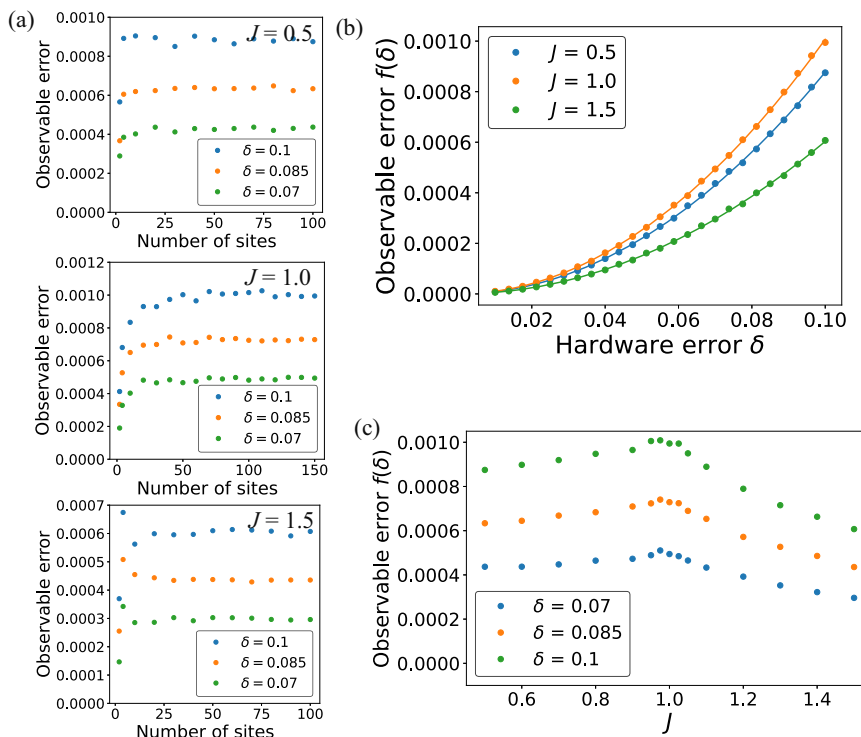 (a)
J = 0.5
Observable error
0.0010
0.0008
0.0006
0.0004
0.0002
0.0000
δ = 0.1
δ = 0.085
δ = 0.07
0 20 40 60 80 100
Number of sites
J = 1.0
Observable error
0.0012
0.0010
0.0008
0.0006
0.0004
0.0002
0.0000
δ = 0.1
δ = 0.085
δ = 0.07
0 50 100 150
Number of sites
J = 1.5
Observable error
0.0007
0.0006
0.0005
0.0004
0.0003
0.0002
0.0001
0.0000
δ = 0.1
δ = 0.085
δ = 0.07
0 25 50 75 100
Number of sites
(b)
Observable error f(δ)
0.0010
0.0008
0.0006
0.0004
0.0002
0.0000
J = 0.5
J = 1.0
J = 1.5
0.02 0.04 0.06 0.08 0.10
Hardware error δ
(c)
Observable error f(δ)
0.0010
0.0008
0.0006
0.0004
0.0002
0.0000
δ = 0.07
δ = 0.085
δ = 0.1
0.6 0.8 1.0 1.2 1.4
J